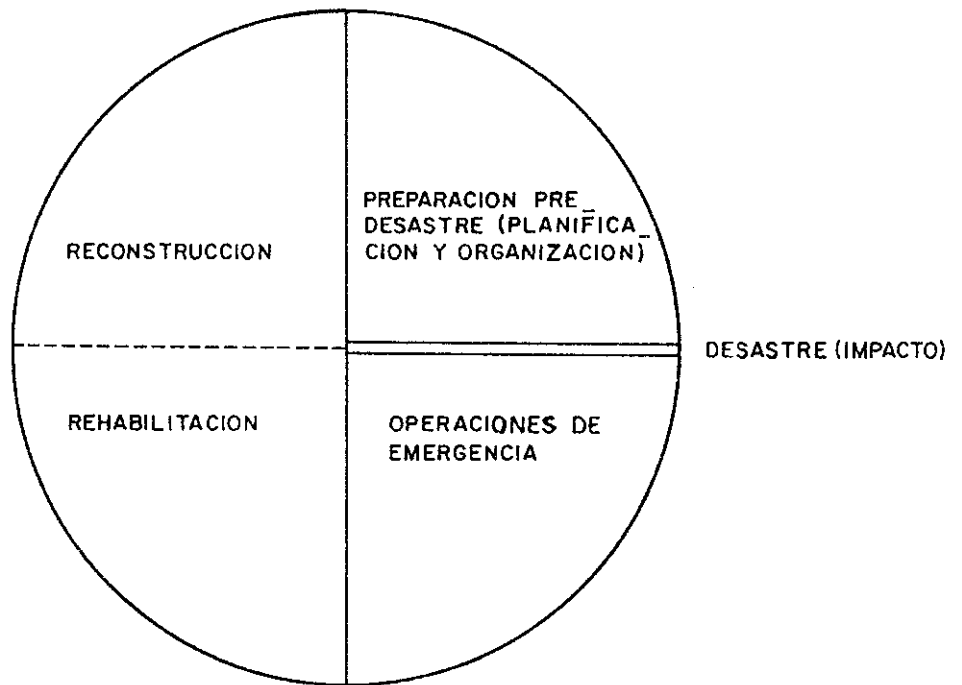 PREPARACION PRE_
DESASTRE (PLANIFICA_
CION Y ORGANIZACION)
RECONSTRUCCION
DESASTRE (IMPACTO)
REHABILITACION
OPERACIONES DE
EMERGENCIA